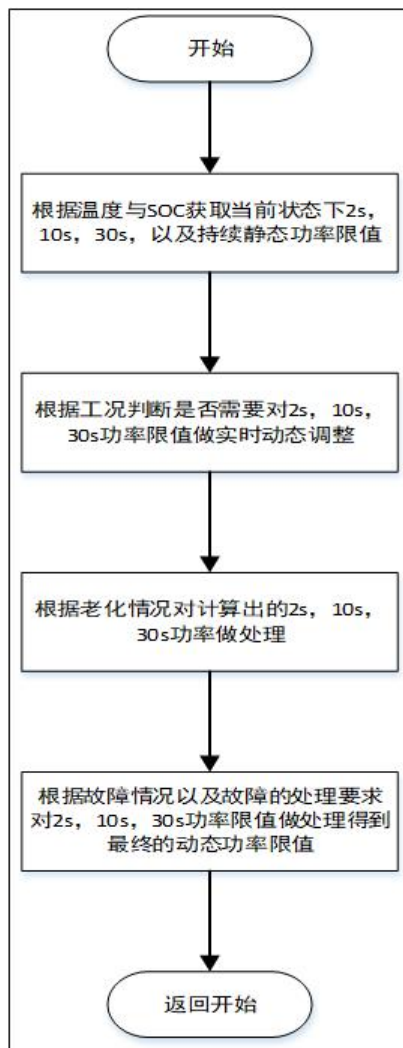 开始
根据温度与SOC获取当前状态下2s，
10s，30s，以及持续静态功率限值
根据工况判断是否需要对2s，10s，
30s功率限值做实时动态调整
根据老化情况对计算出的2s，10s，
30s功率做处理
根据故障情况以及故障的处理要求
对2s，10s，30s功率限值做处理得到
最终的动态功率限值
返回开始